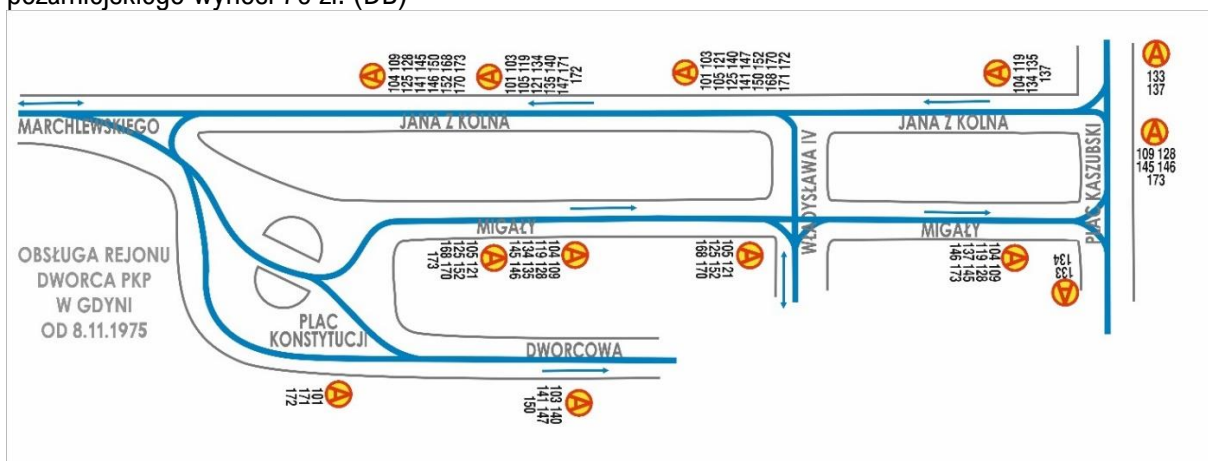 pozamiejskiego wynosi 70 zł. (DB)
A
104 109
125 128
141 145
146 150
152 168
170 173
A
101 103
105 119
121 134
135 140
147 171
172
A
101 103
105 121
125 140
141 147
150 152
168 170
171 172
A
104 119
134 135
137
A
133
137
MARCHLEWSKIEGO
JANA Z KOLNA
JANA Z KOLNA
PLAC KASZUBSKI
WŁADYSŁAWA IV
A
109 128
145 146
173
MIGAŁY
MIGAŁY
OBSŁUGA REJONU
DWORCA PKP
W GDYNI
OD 8.11.1975
A
105 121
125 152
168 170
173
A
104 109
119 128
134 135
145 146
A
105 121
125 152
168 170
A
104 109
119 128
137 145
146 173
A
133
134
PLAC
KONSTYTUCJI
DWORCOWA
A
101
171
172
A
103 140
141 147
150